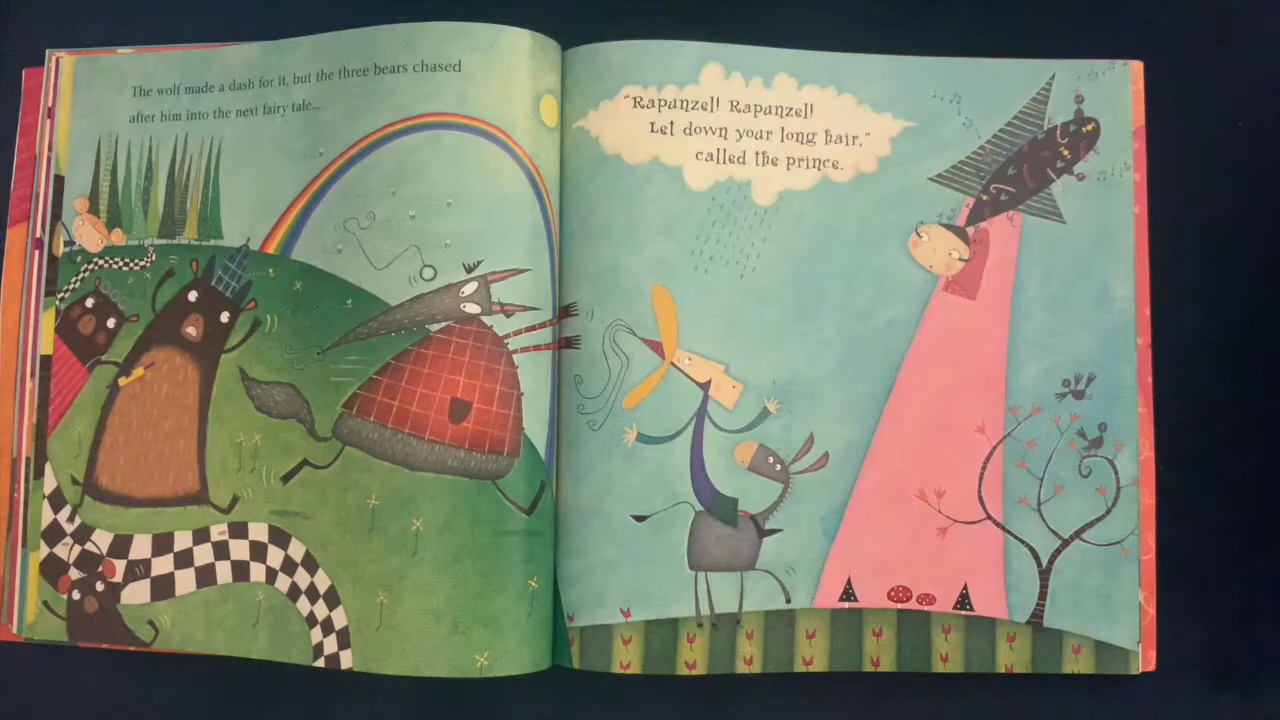 The wolf made a dash for it, but the three bears chased
after him into the next fairy tale...
"Rapunzel! Rapunzel!
Let down your long hair,"
called the prince.